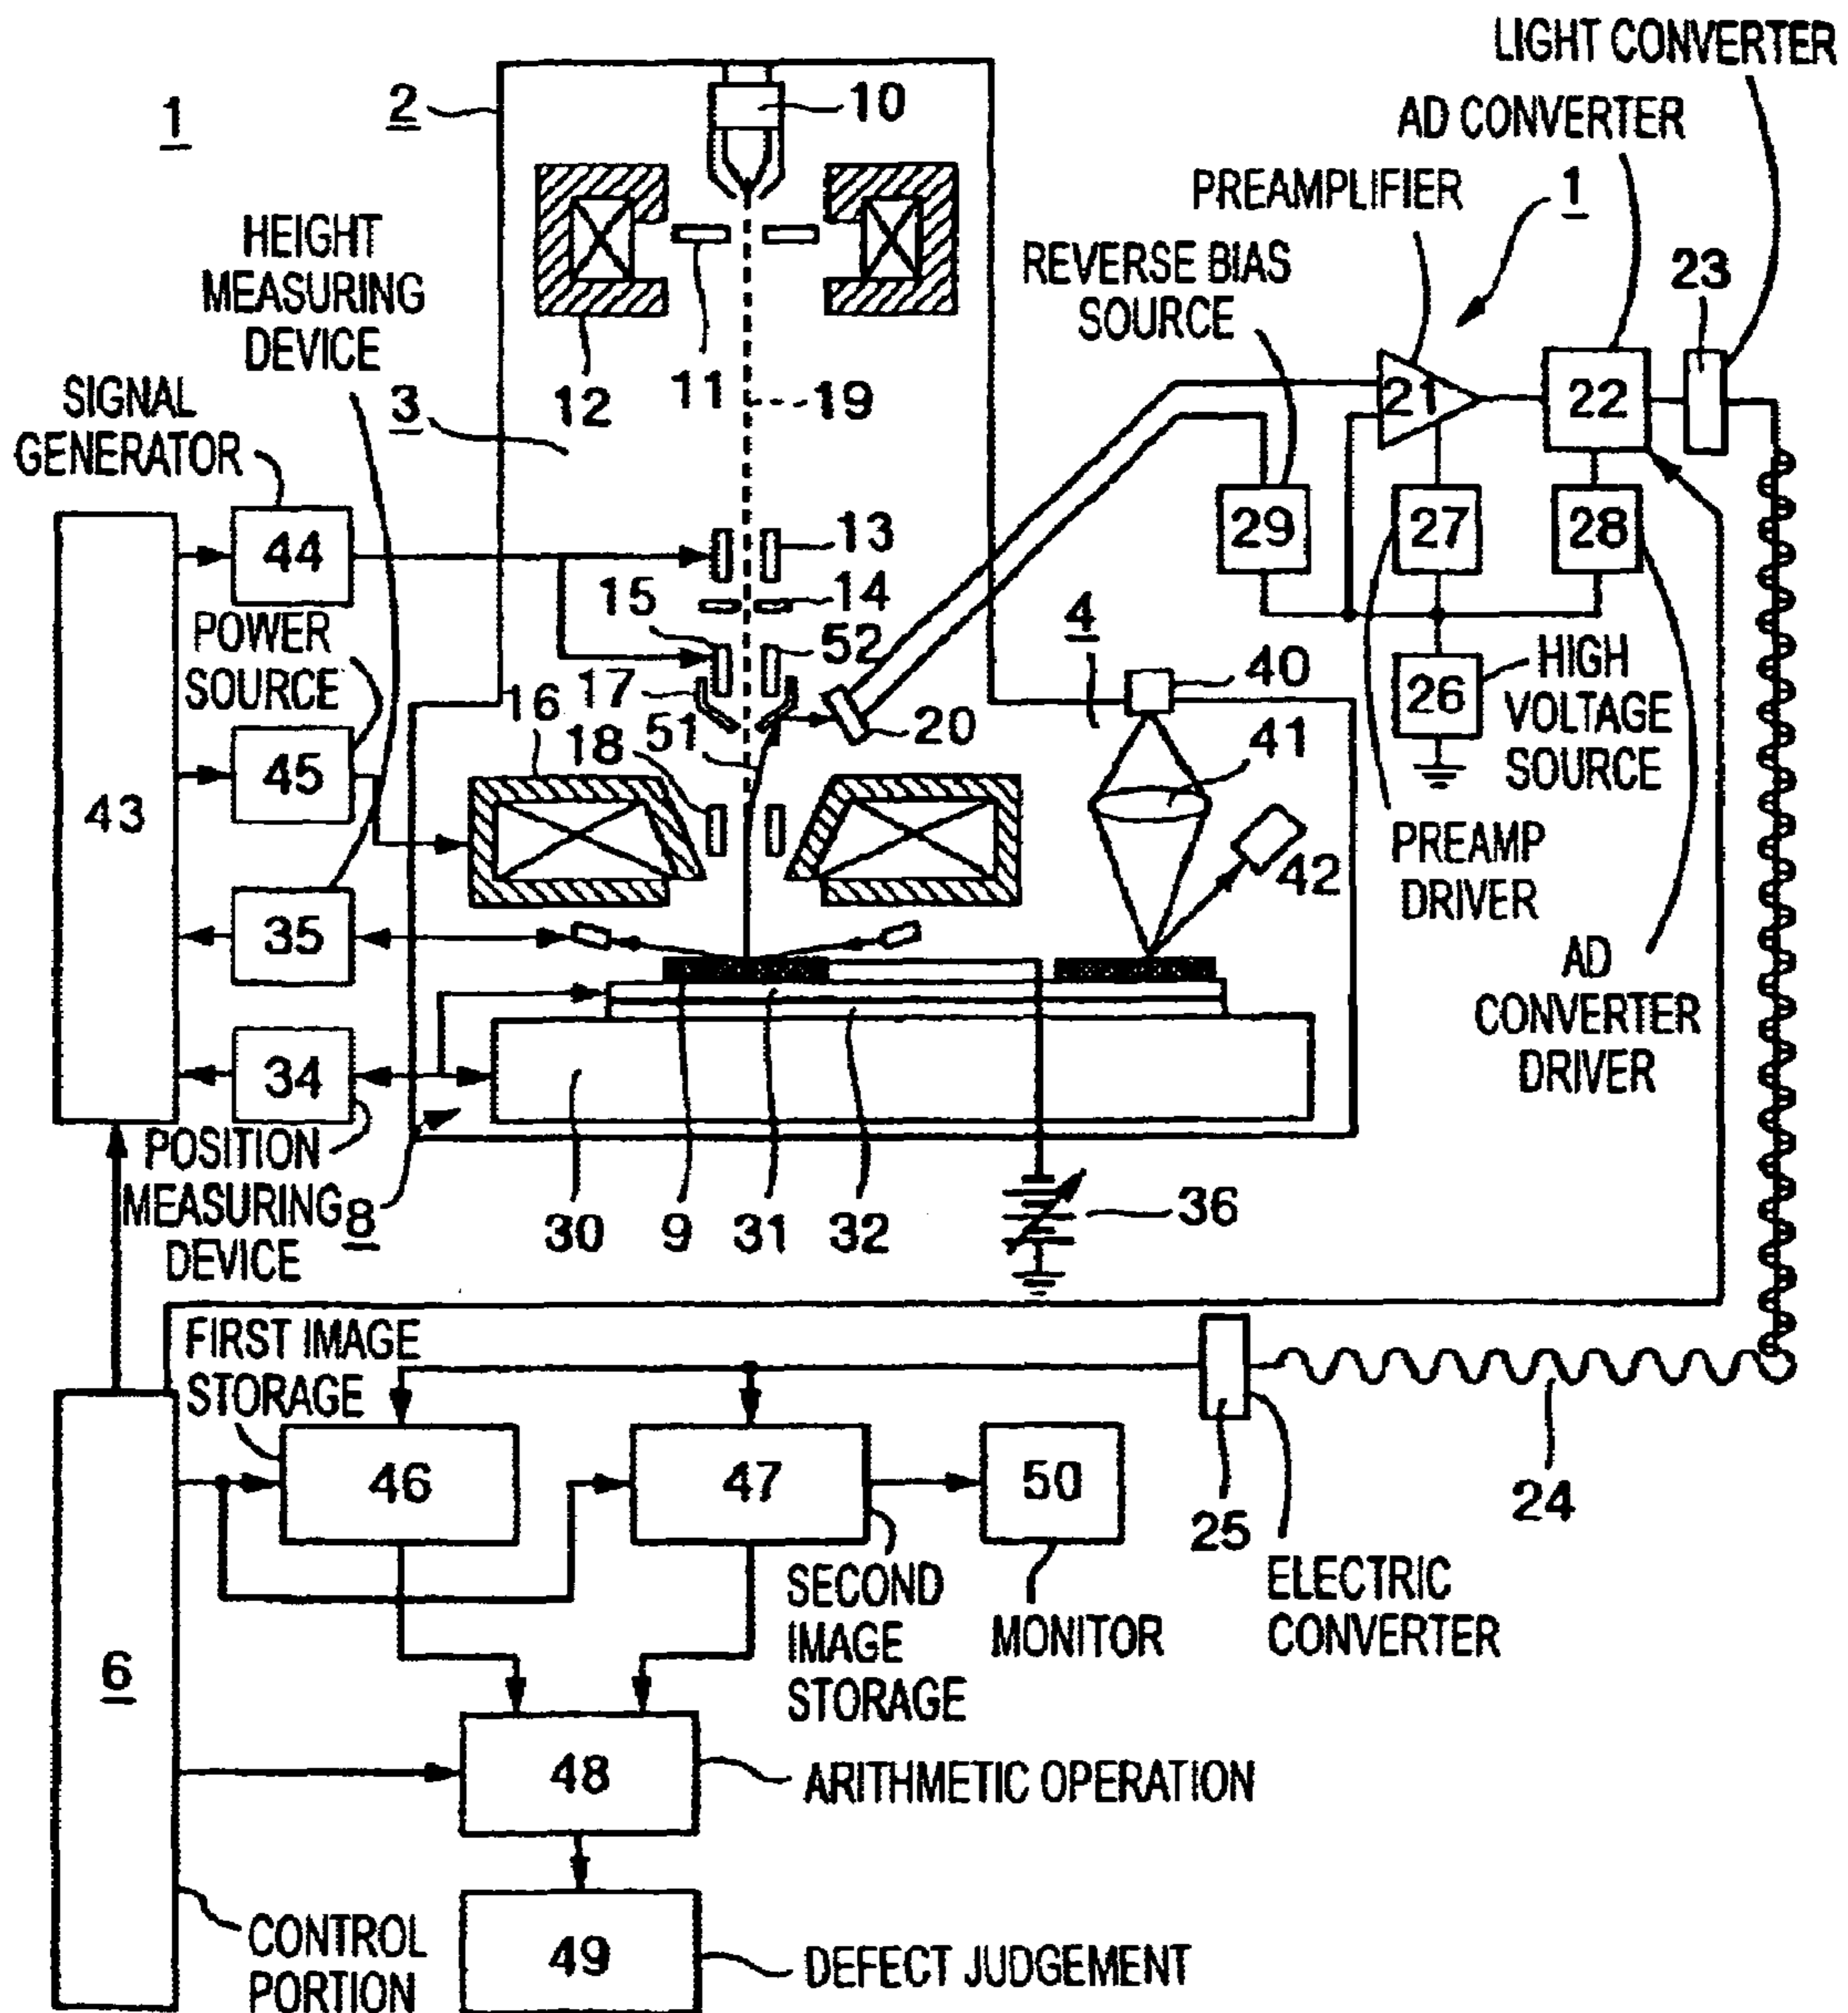 LIGHT CONVERTER
AD CONVERTER
PREAMPLIFIER
1
1
2
10
HEIGHT
MEASURING
DEVICE
REVERSE BIAS
SOURCE
23
11
12
19
3
SIGNAL
GENERATOR
21
22
44
13
29
27
28
15
14
4
52
POWER
SOURCE
17
40
26
HIGH
VOLTAGE
SOURCE
16
51
20
18
41
45
43
42
PREAMP
DRIVER
35
AD
CONVERTER
DRIVER
34
POSITION
MEASURING
DEVICE
8
30
9
31
32
36
FIRST IMAGE
STORAGE
46
47
50
25
24
SECOND
IMAGE
STORAGE
MONITOR
ELECTRIC
CONVERTER
6
48
ARITHMETIC OPERATION
CONTROL
PORTION
49
DEFECT JUDGEMENT